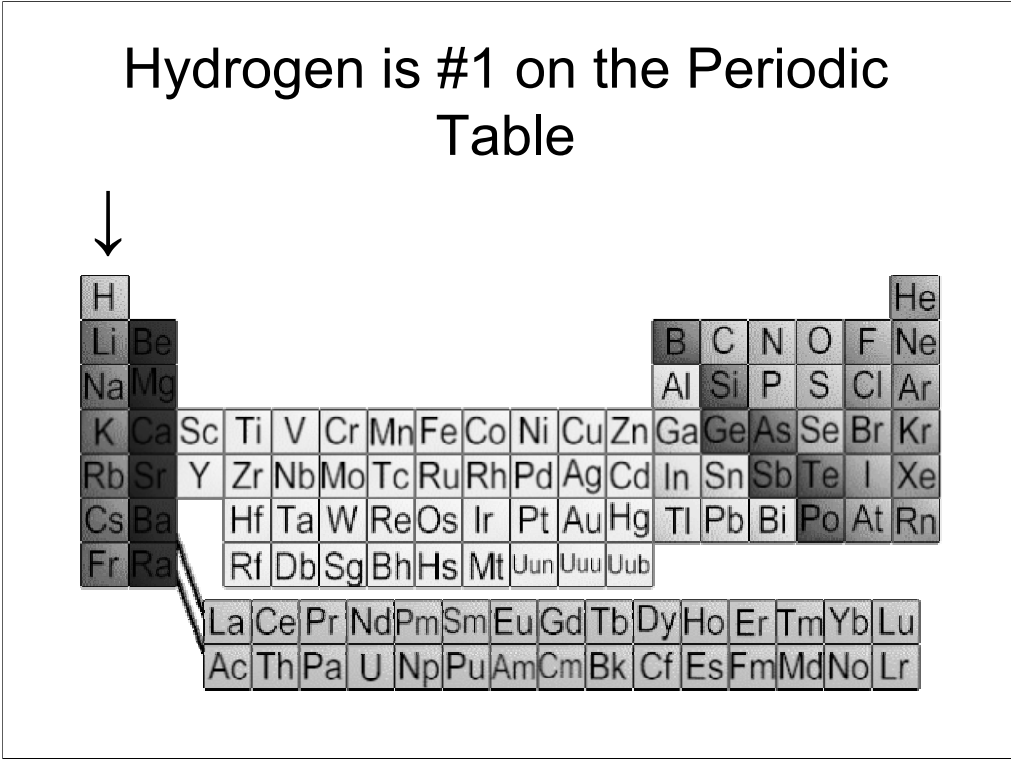 Hydrogen is #1 on the Periodic
Table
↓
H He
Li Be B C N O F Ne
Na Mg Al Si P S Cl Ar
K Ca Sc Ti V Cr Mn Fe Co Ni Cu Zn Ga Ge As Se Br Kr
Rb Sr Y Zr Nb Mo Tc Ru Rh Pd Ag Cd In Sn Sb Te I Xe
Cs Ba Hf Ta W Re Os Ir Pt Au Hg Tl Pb Bi Po At Rn
Fr Ra Rf Db Sg Bh Hs Mt Uun Uuu Uub
La Ce Pr Nd Pm Sm Eu Gd Tb Dy Ho Er Tm Yb Lu
Ac Th Pa U Np Pu Am Cm Bk Cf Es Fm Md No Lr